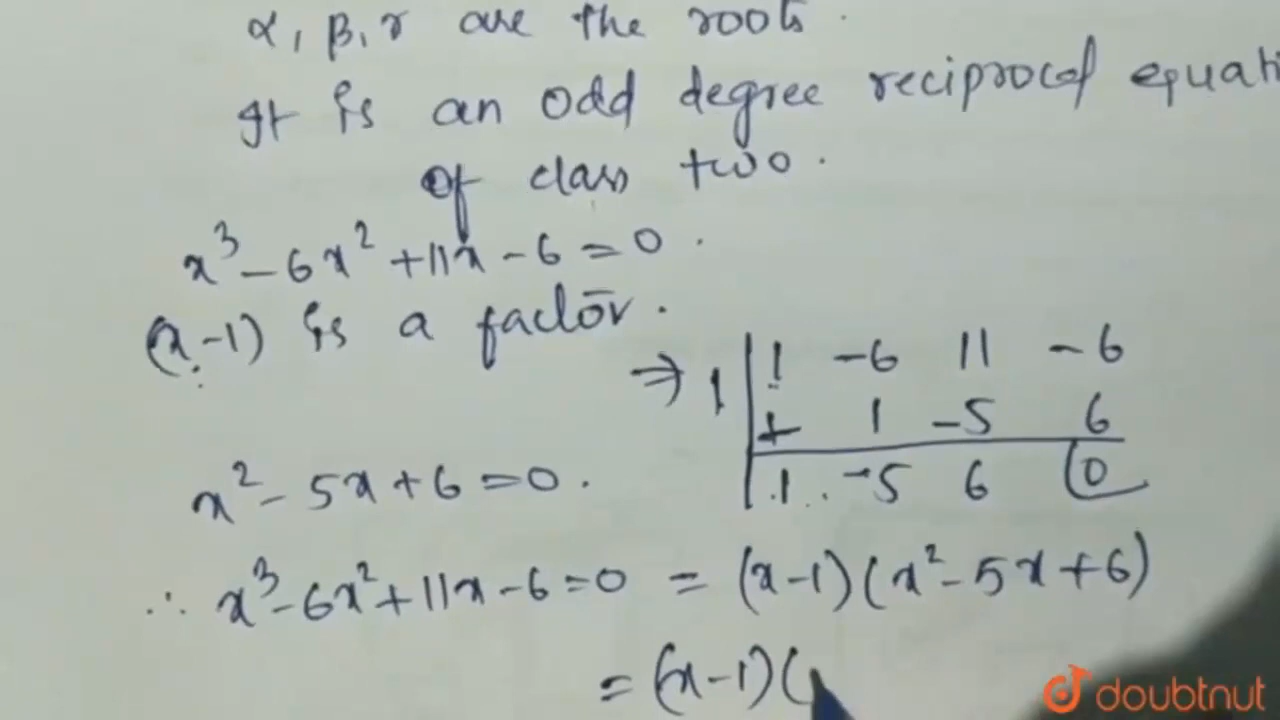 α, β, γ are the roots.
It is an odd degree reciprocal equati
of class two.
x³ - 6x² + 11x - 6 = 0.
(x-1) is a factor.
⇒ 1 | 1 -6 11 -6
+ 1 -5 6
1 -5 6 0
x² - 5x + 6 = 0.
∴ x³ - 6x² + 11x - 6 = 0 = (x-1)(x² - 5x + 6)
= (x-1)(
doubtnut